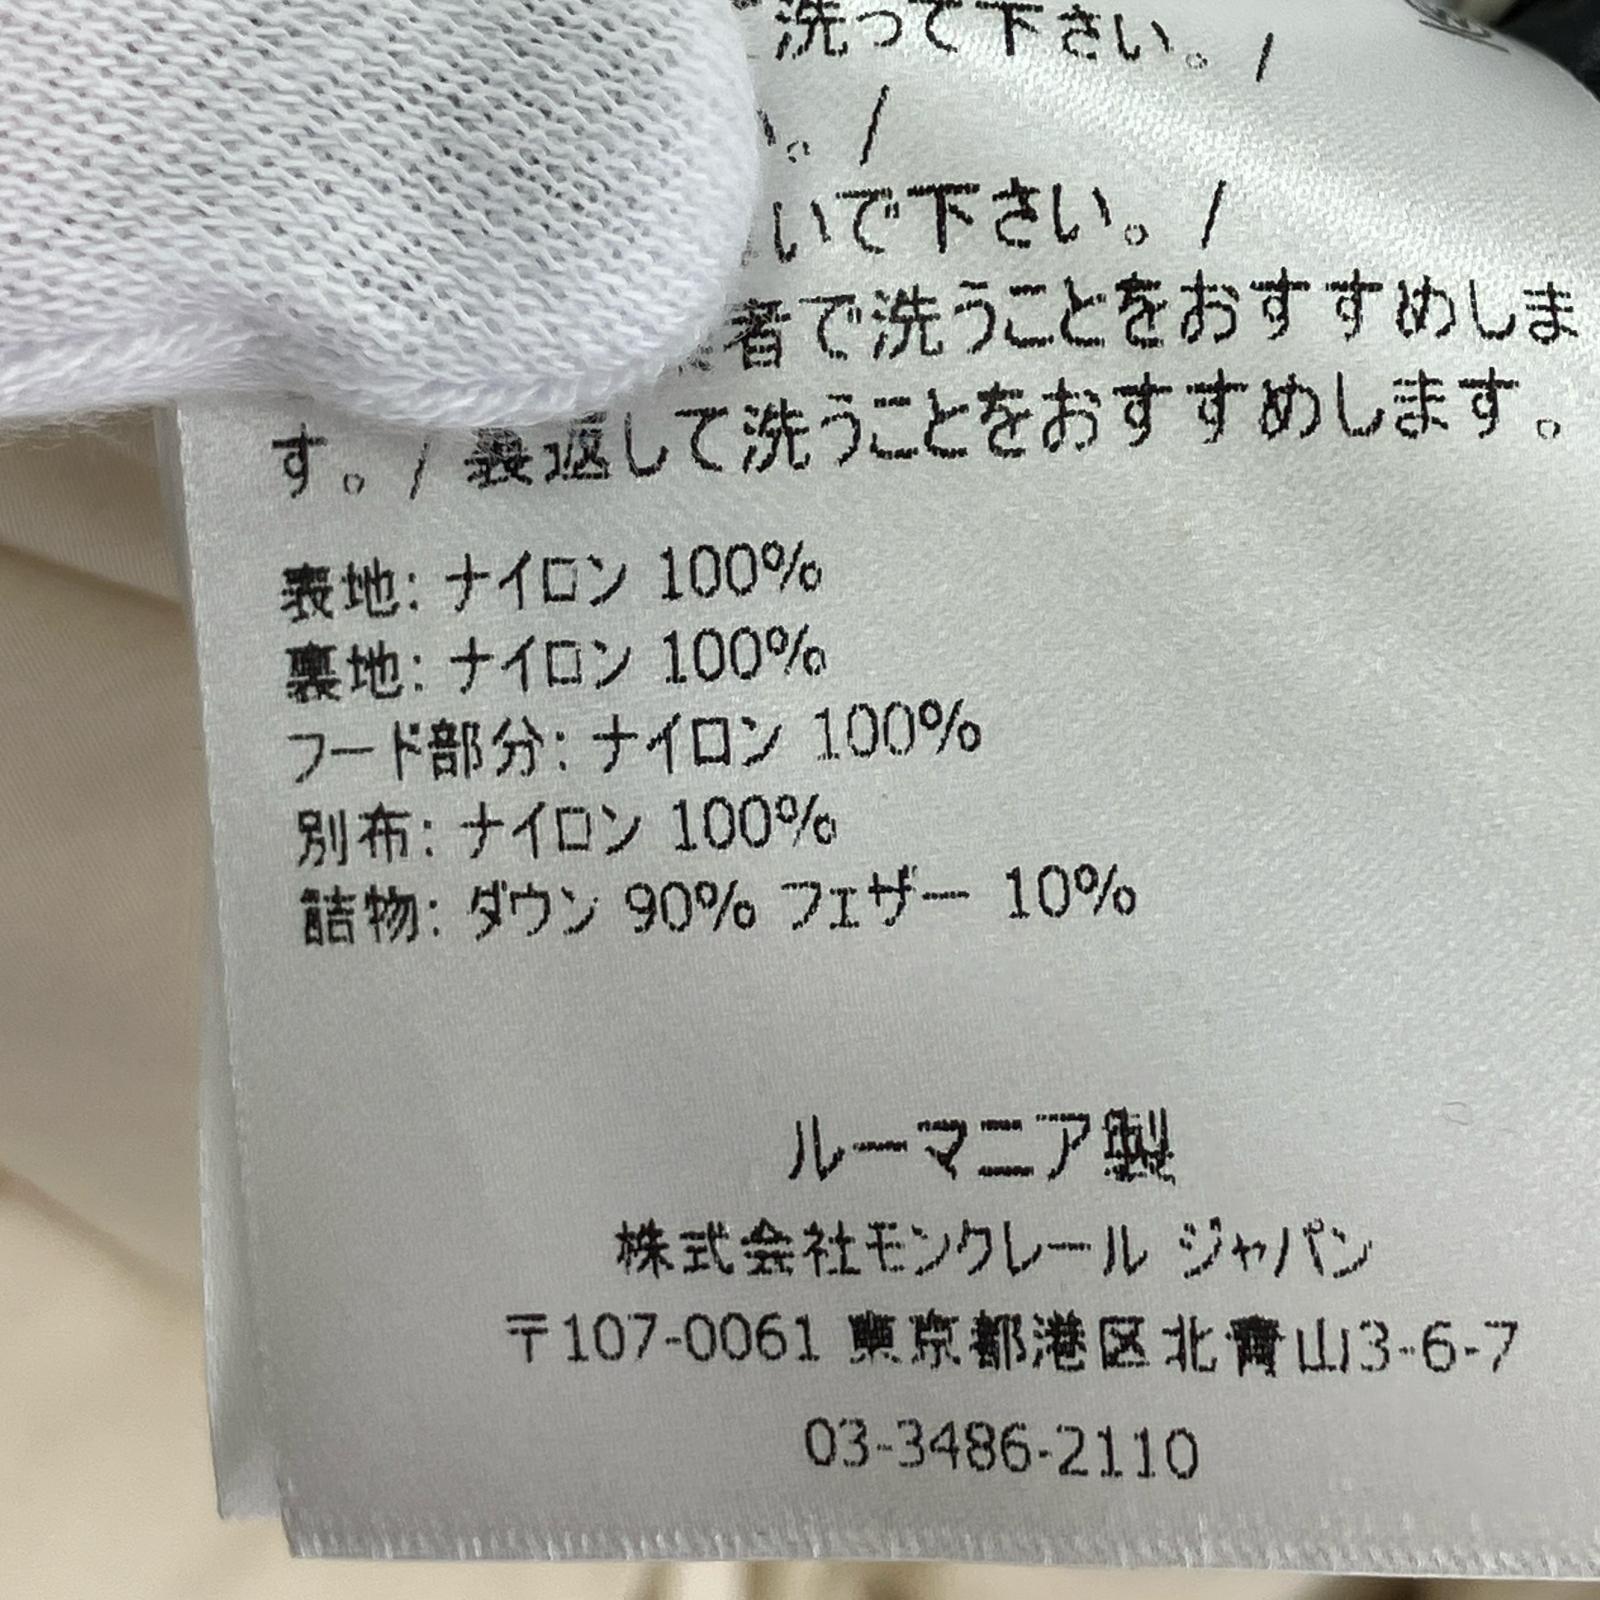 洗って下さい。 /
。 /
いで下さい。 /
者で洗うことをおすすめしま
す。 / 裏返して洗うことをおすすめします。
表地: ナイロン 100%
裏地: ナイロン 100%
フード部分: ナイロン 100%
別布: ナイロン 100%
詰物: ダウン 90% フェザー 10%
ルーマニア製
株式会社モンクレール ジャパン
〒107-0061 東京都港区北青山3-6-7
03-3486-2110